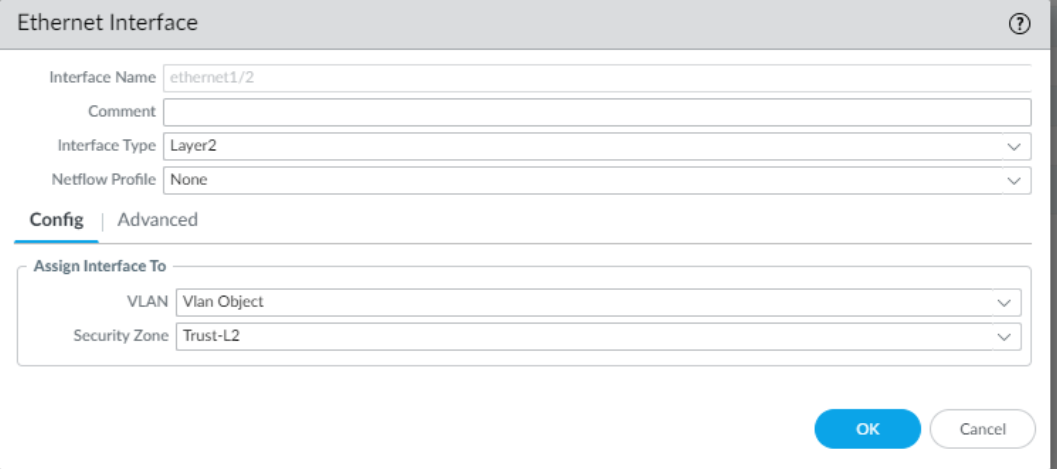 Ethernet Interface
Interface Name ethernet1/2
Comment
Interface Type Layer2
Netflow Profile None
Config | Advanced
Assign Interface To
VLAN Vlan Object
Security Zone Trust-L2
OK Cancel